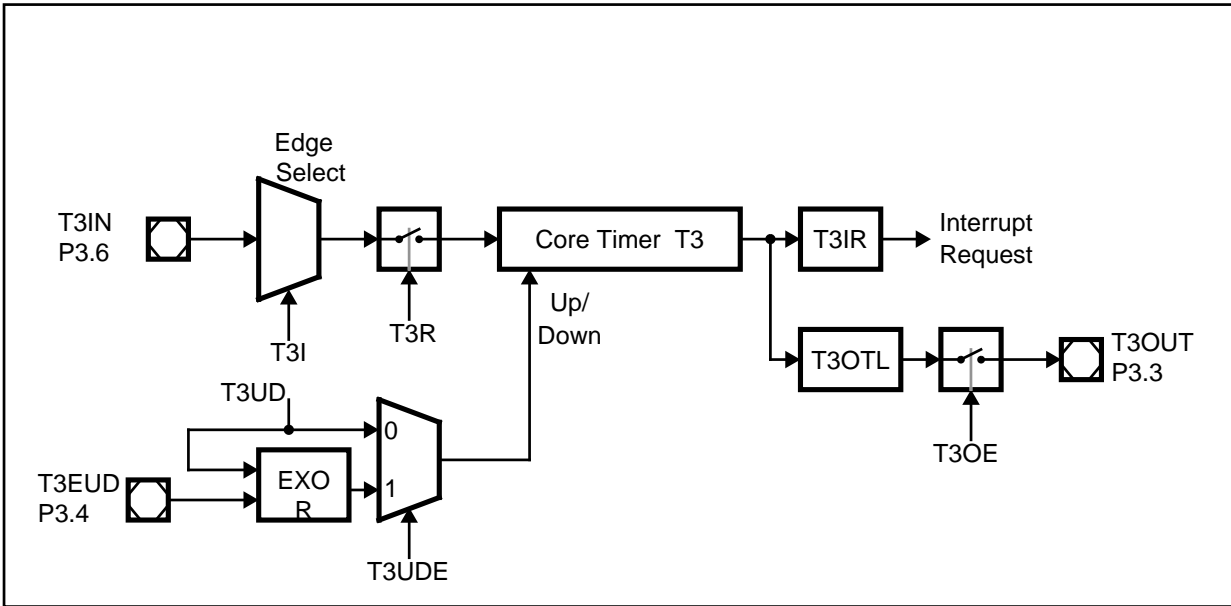 Edge
Select
T3IN
P3.6
Core Timer T3
T3IR
Interrupt
Request
T3I
T3R
Up/
Down
T3OTL
T3OUT
P3.3
T3UD
0
T3OE
T3EUD
P3.4
EXO
R
1
T3UDE